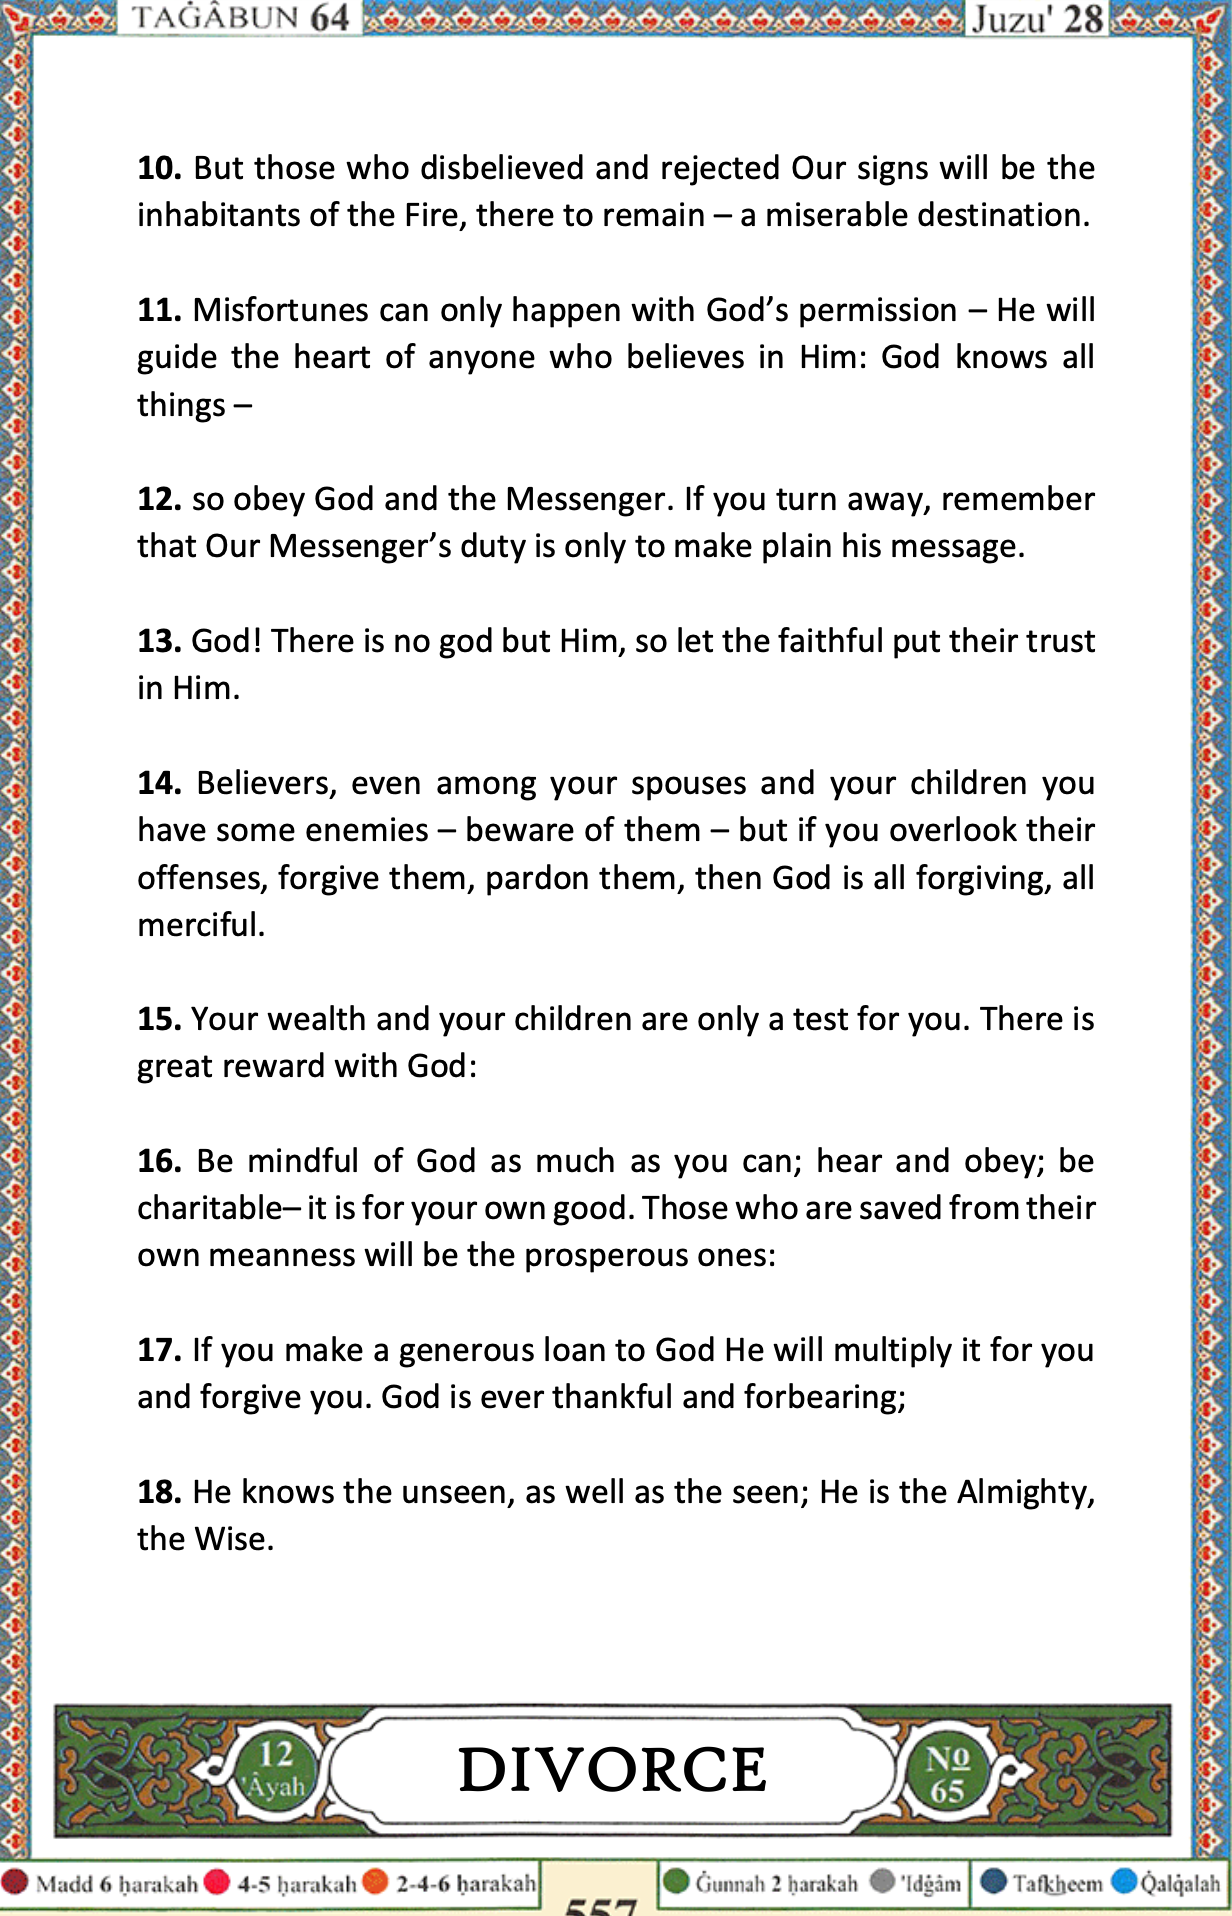 TAĠÂBUN 64
Juzu' 28
10. But those who disbelieved and rejected Our signs will be the
inhabitants of the Fire, there to remain – a miserable destination.
11. Misfortunes can only happen with God’s permission – He will
guide the heart of anyone who believes in Him: God knows all
things –
12. so obey God and the Messenger. If you turn away, remember
that Our Messenger’s duty is only to make plain his message.
13. God! There is no god but Him, so let the faithful put their trust
in Him.
14. Believers, even among your spouses and your children you
have some enemies – beware of them – but if you overlook their
offenses, forgive them, pardon them, then God is all forgiving, all
merciful.
15. Your wealth and your children are only a test for you. There is
great reward with God:
16. Be mindful of God as much as you can; hear and obey; be
charitable– it is for your own good. Those who are saved from their
own meanness will be the prosperous ones:
17. If you make a generous loan to God He will multiply it for you
and forgive you. God is ever thankful and forbearing;
18. He knows the unseen, as well as the seen; He is the Almighty,
the Wise.
12
'Âyah
DIVORCE
Nº
65
Madd 6 ḥarakah 4-5 ḥarakah 2-4-6 ḥarakah
557
Ġunnah 2 ḥarakah 'Idġâm Tafkheem Q̇alq̇alah